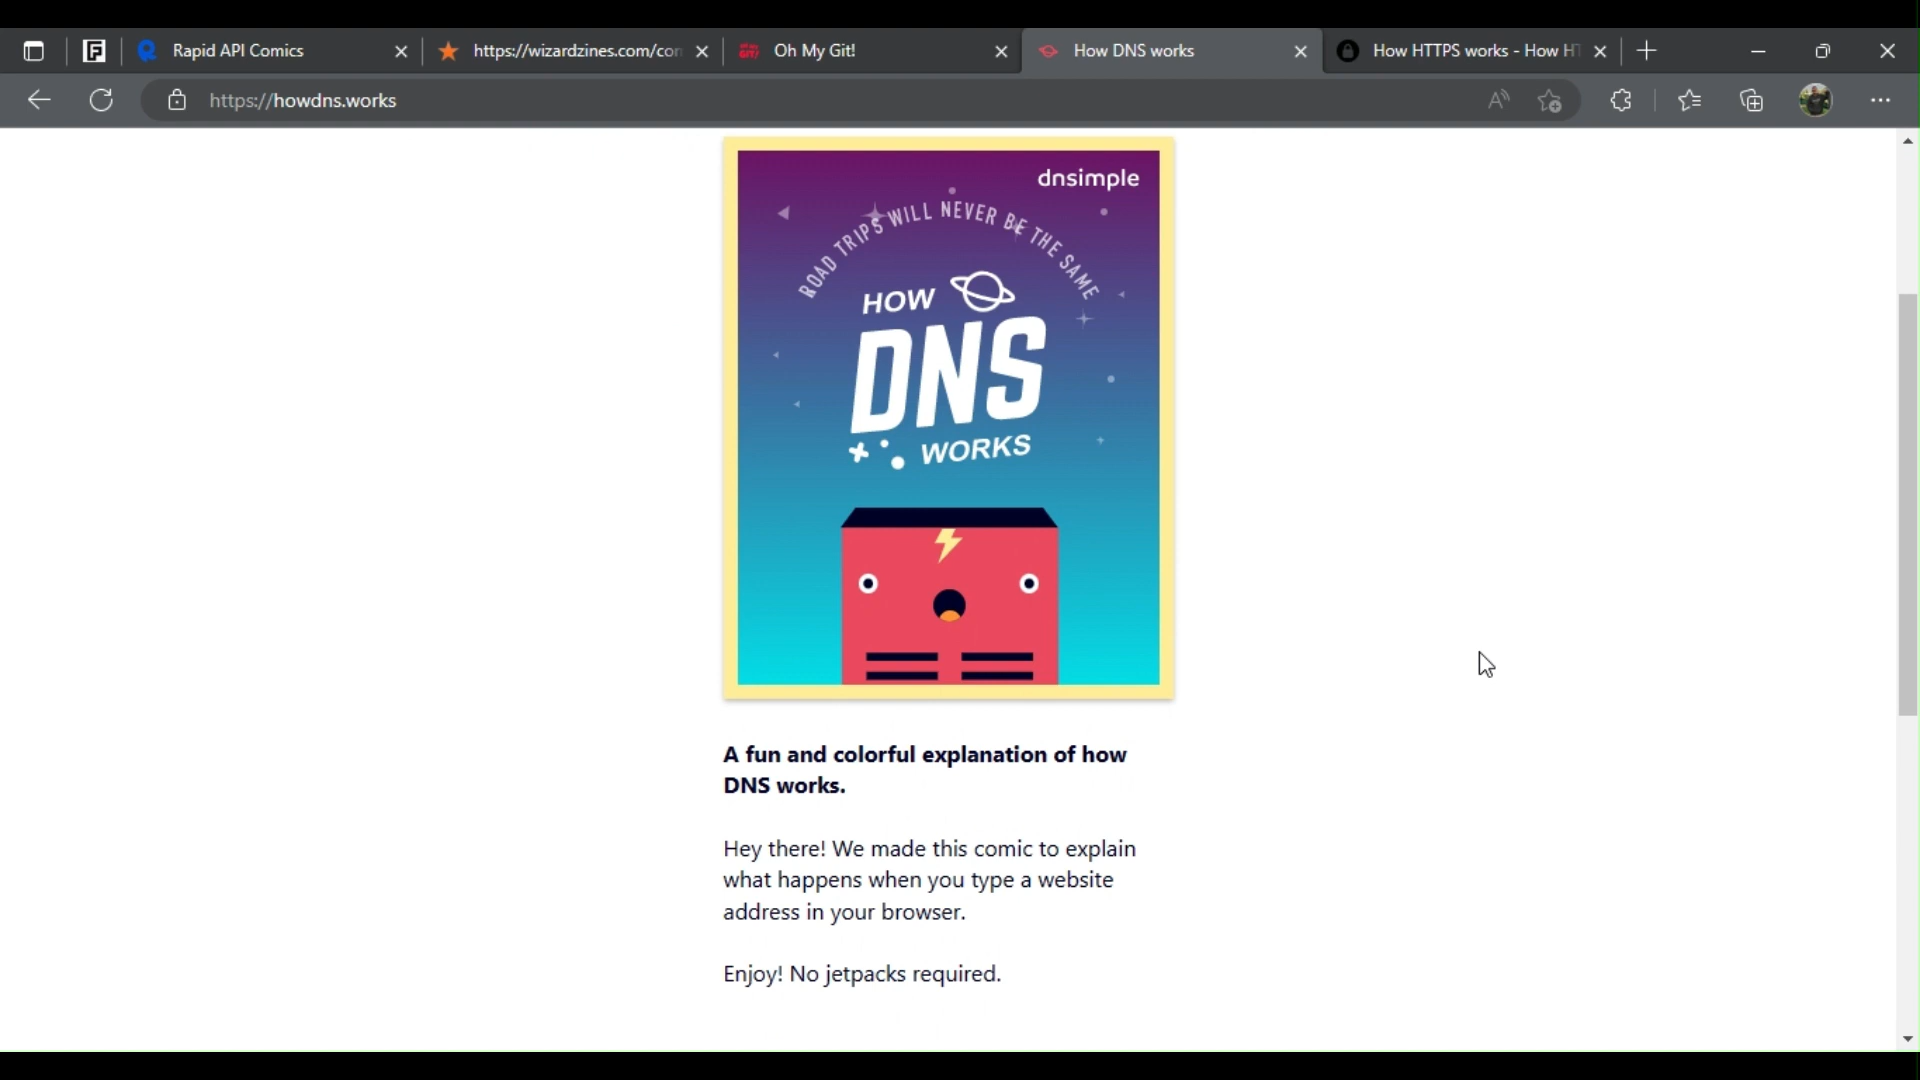 Rapid API Comics
https://wizardzines.com/con
Oh My Git!
How DNS works
How HTTPS works - How HT
https://howdns.works
dnsimple
ROAD TRIPS WILL NEVER BE THE SAME
HOW
DNS
WORKS
A fun and colorful explanation of how
DNS works.
Hey there! We made this comic to explain
what happens when you type a website
address in your browser.
Enjoy! No jetpacks required.